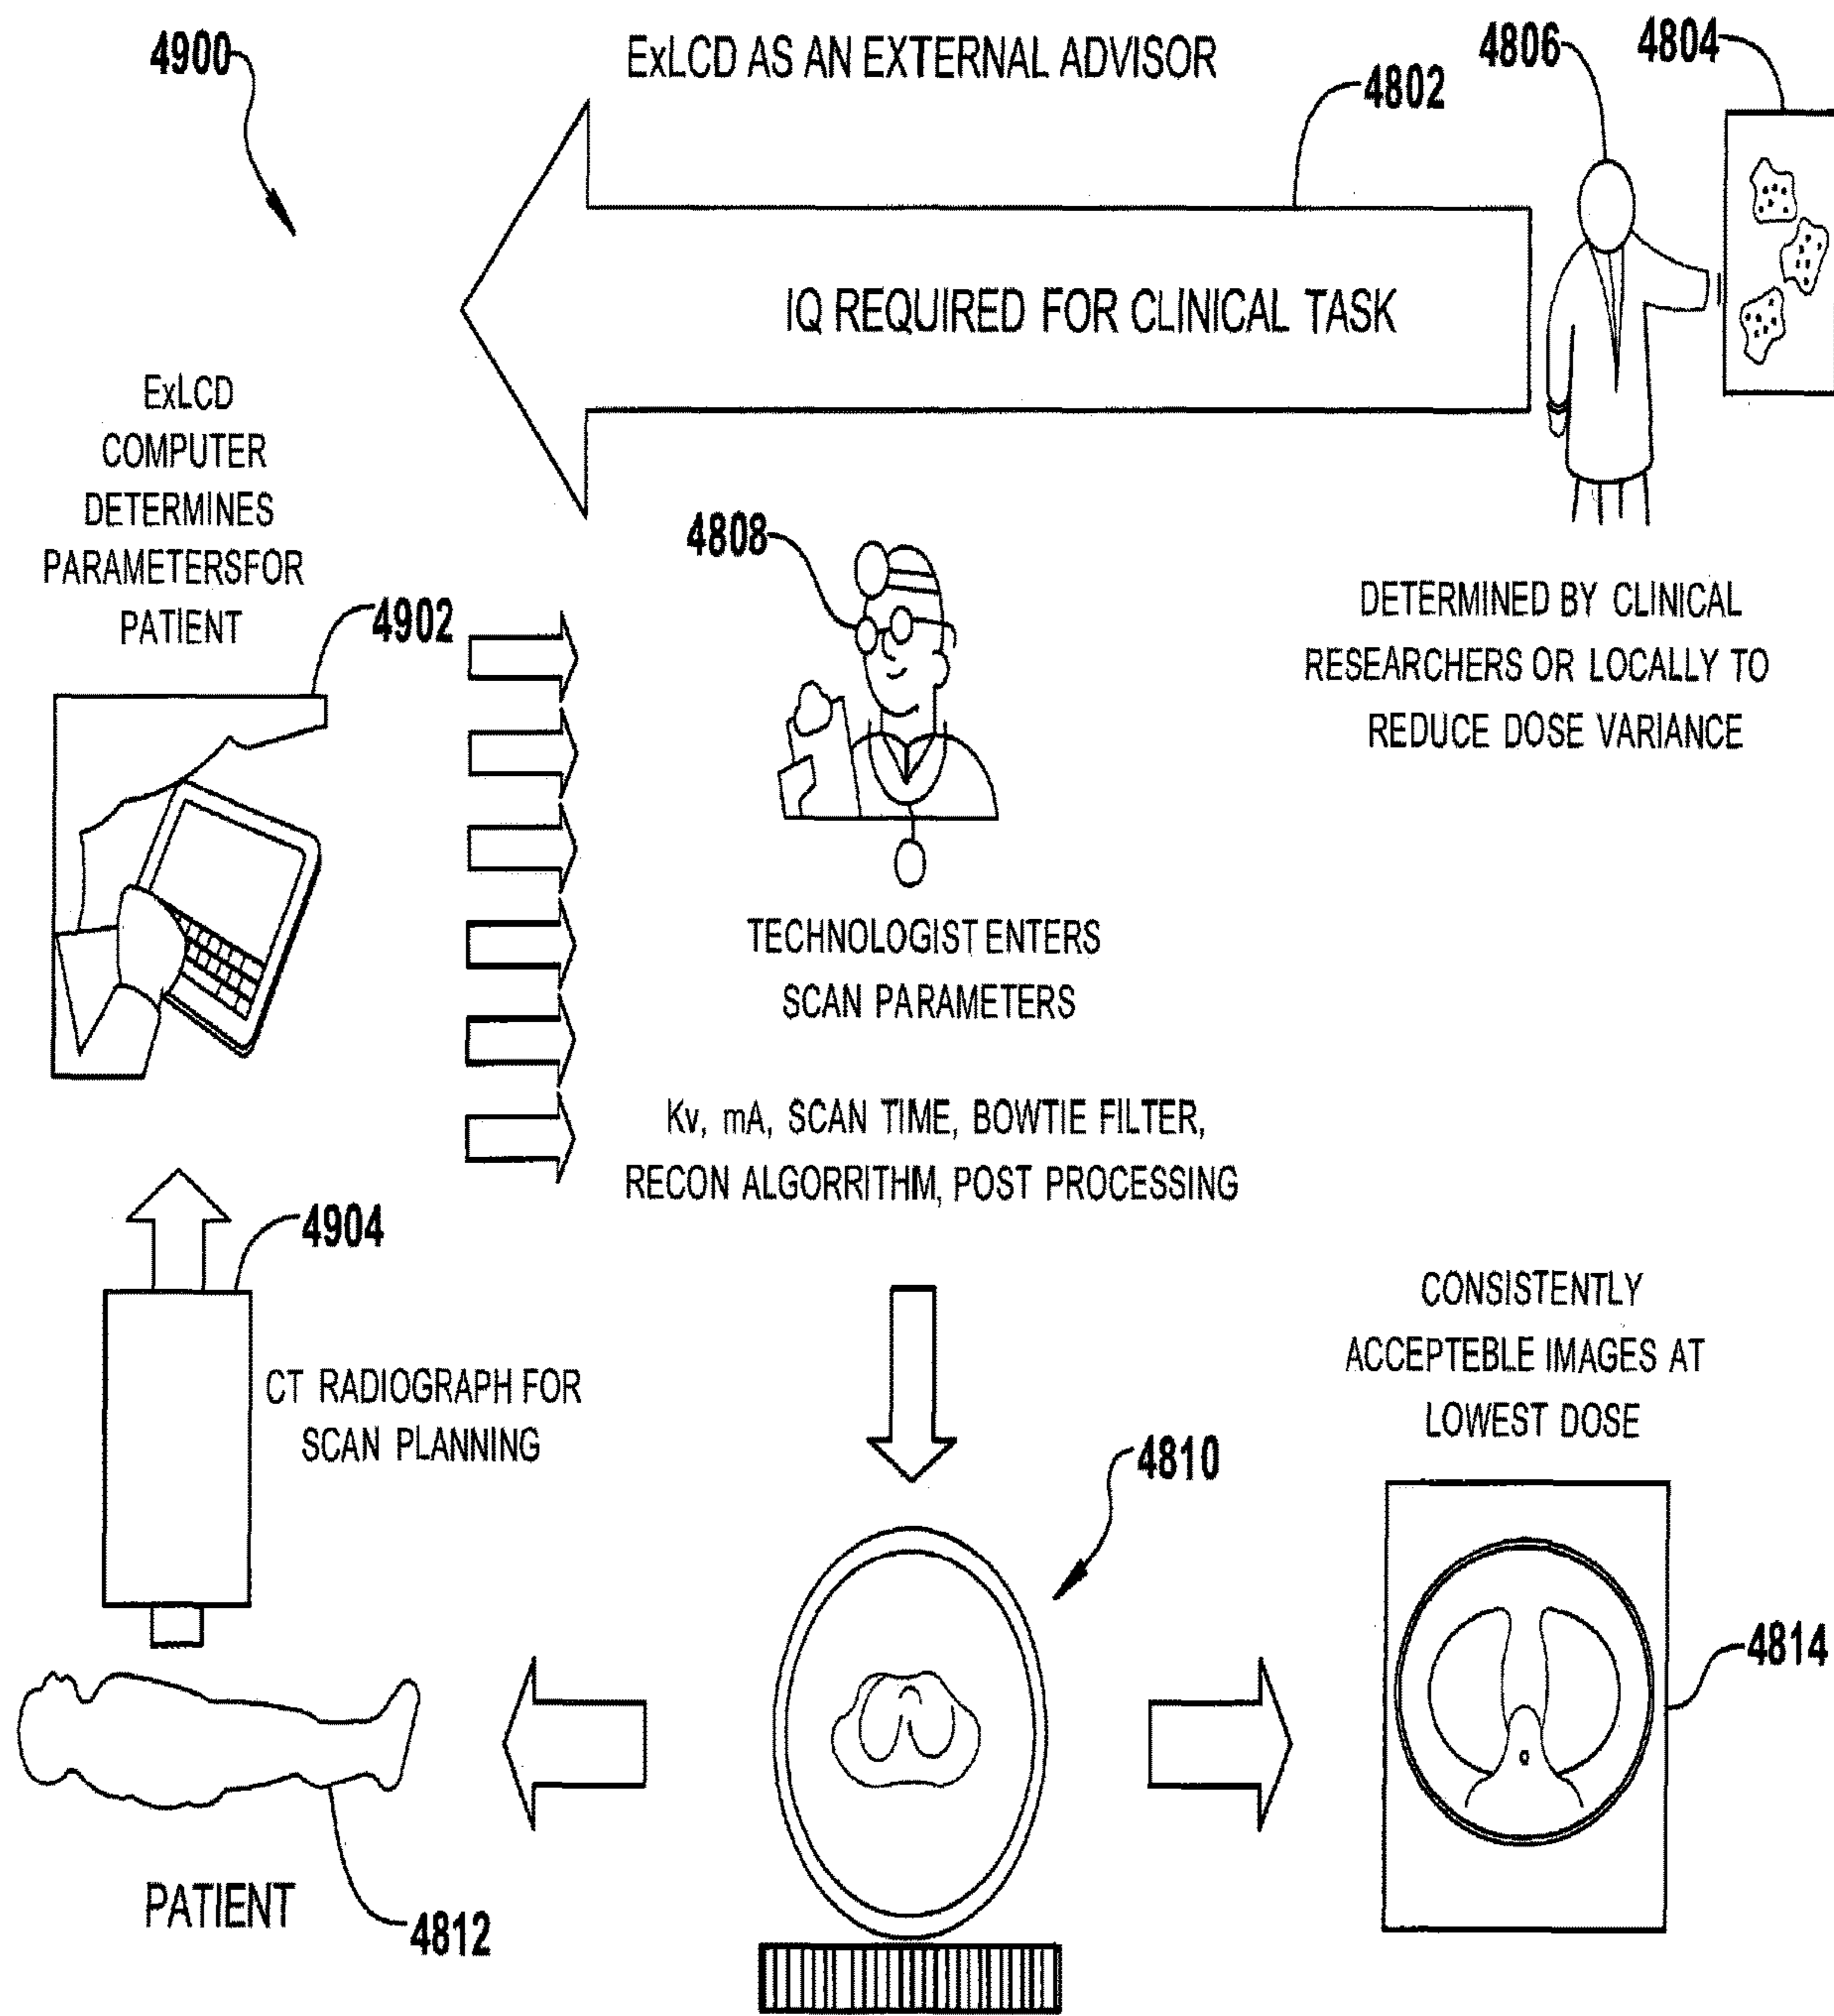 4900
ExLCD AS AN EXTERNAL ADVISOR
4802
4806
4804
IQ REQUIRED FOR CLINICAL TASK
ExLCD
COMPUTER
DETERMINES
PARAMETERSFOR
PATIENT
4902
4808
DETERMINED BY CLINICAL
RESEARCHERS OR LOCALLY TO
REDUCE DOSE VARIANCE
TECHNOLOGIST ENTERS
SCAN PARAMETERS
Kv, mA, SCAN TIME, BOWTIE FILTER,
RECON ALGORRITHM, POST PROCESSING
4904
CT RADIOGRAPH FOR
SCAN PLANNING
CONSISTENTLY
ACCEPTEBLE IMAGES AT
LOWEST DOSE
4810
4814
PATIENT
4812